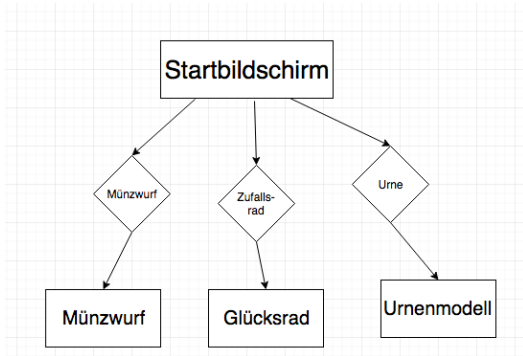 Startbildschirm
Münzwurf
Zufalls-
rad
Urne
Münzwurf
Glücksrad
Urnenmodell